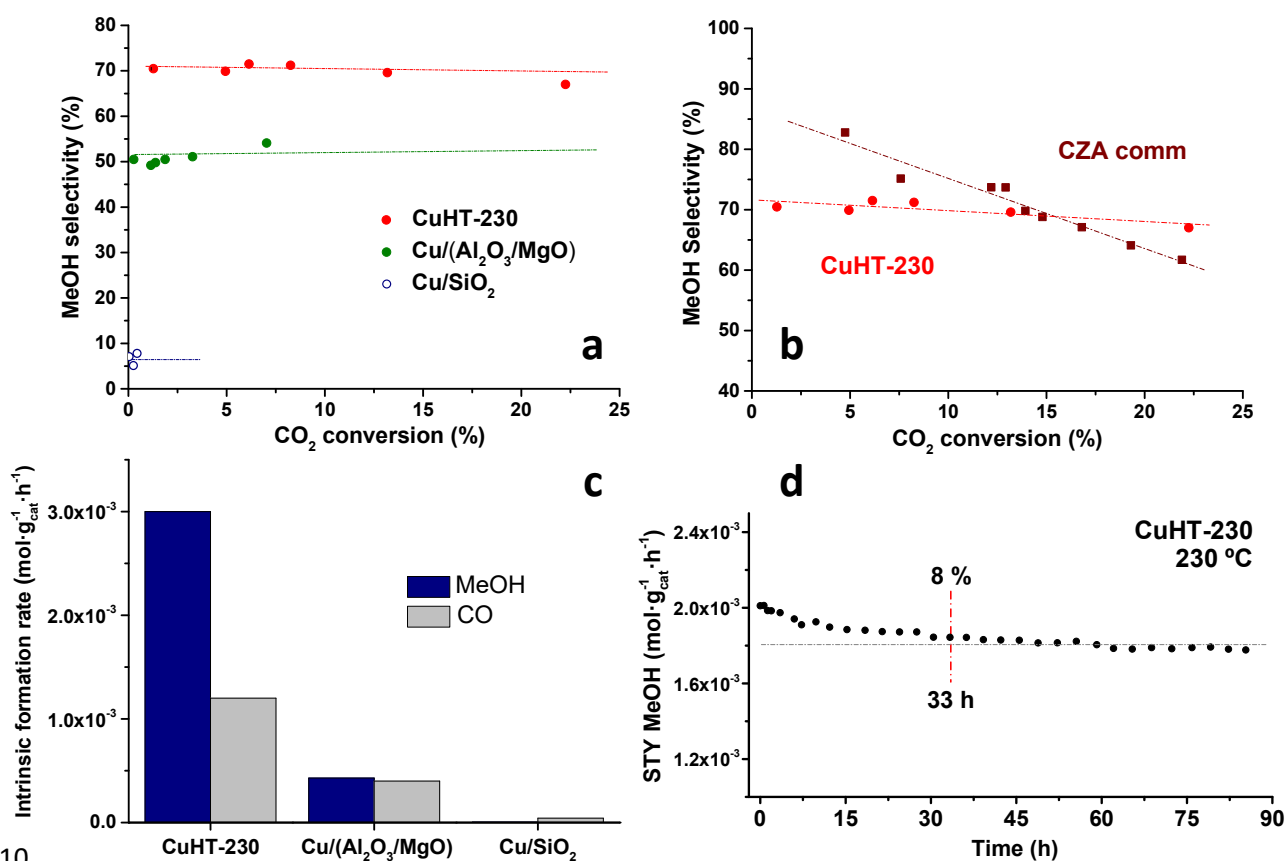 80
70
60
50
40
30
20
10
0
MeOH selectivity (%)
CuHT-230
Cu/(Al₂O₃/MgO)
Cu/SiO₂
a
0 5 10 15 20 25
CO₂ conversion (%)
100
90
80
70
60
50
40
MeOH Selectivity (%)
CZA comm
CuHT-230
b
0 5 10 15 20 25
CO₂ conversion (%)
c
3.0x10⁻³
2.0x10⁻³
1.0x10⁻³
0.0
Intrinsic formation rate (mol·g⁻¹cat·h⁻¹)
MeOH
CO
CuHT-230 Cu/(Al₂O₃/MgO) Cu/SiO₂
d
CuHT-230
230 ºC
2.4x10⁻³
2.0x10⁻³
1.6x10⁻³
1.2x10⁻³
STY MeOH (mol·g⁻¹cat·h⁻¹)
8 %
33 h
0 15 30 45 60 75 90
Time (h)
10